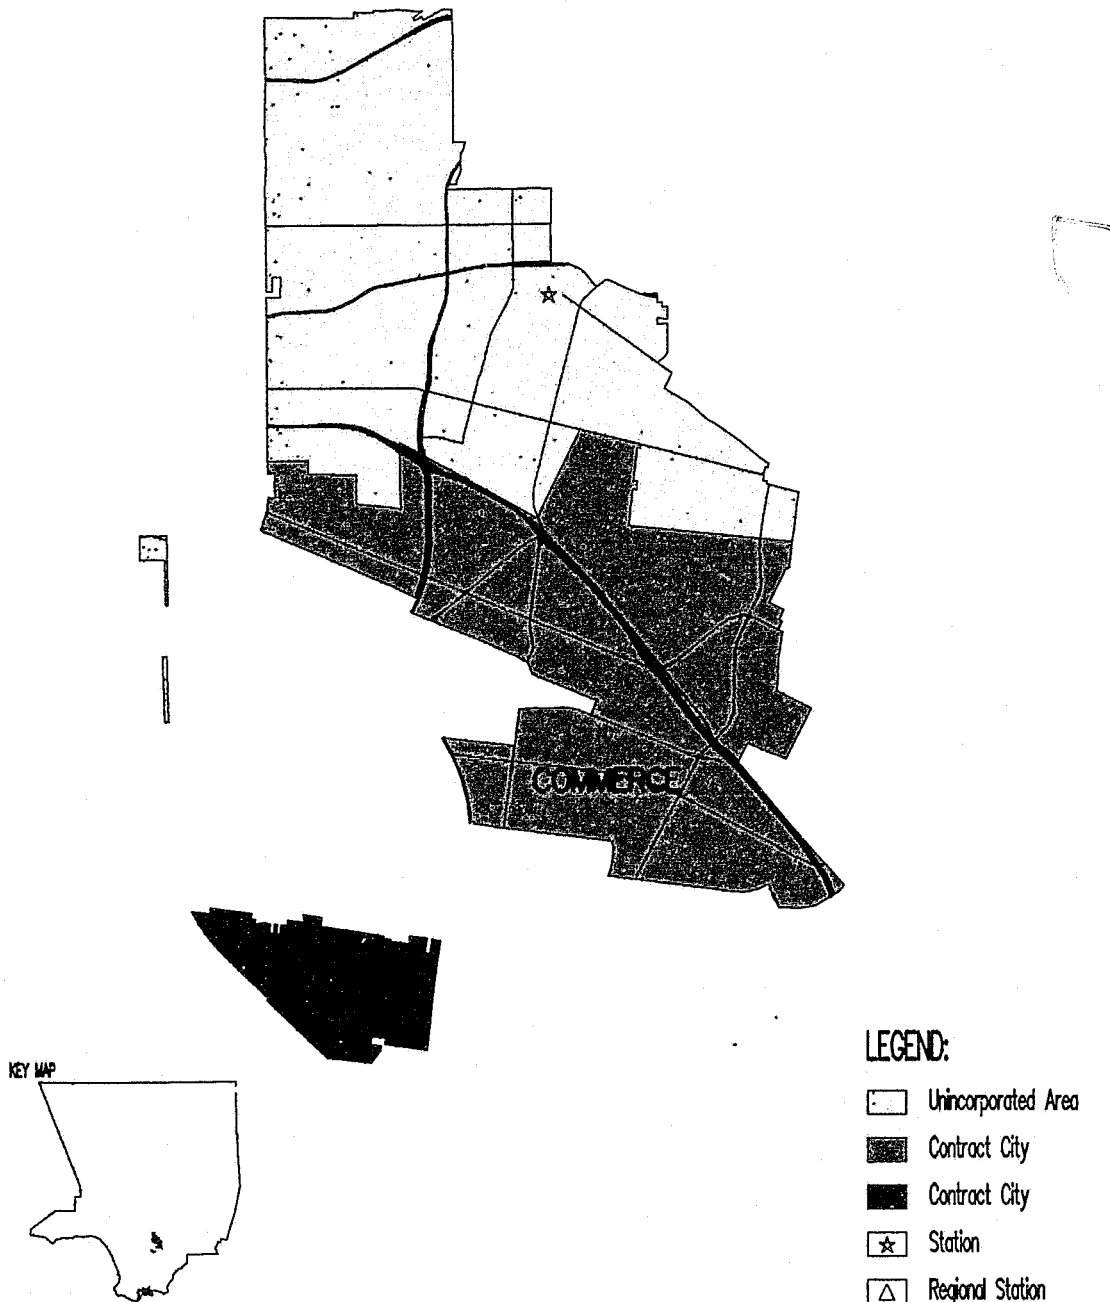 COMMERCE
KEY MAP
LEGEND:
Unincorporated Area
Contract City
Contract City
Station
Regional Station